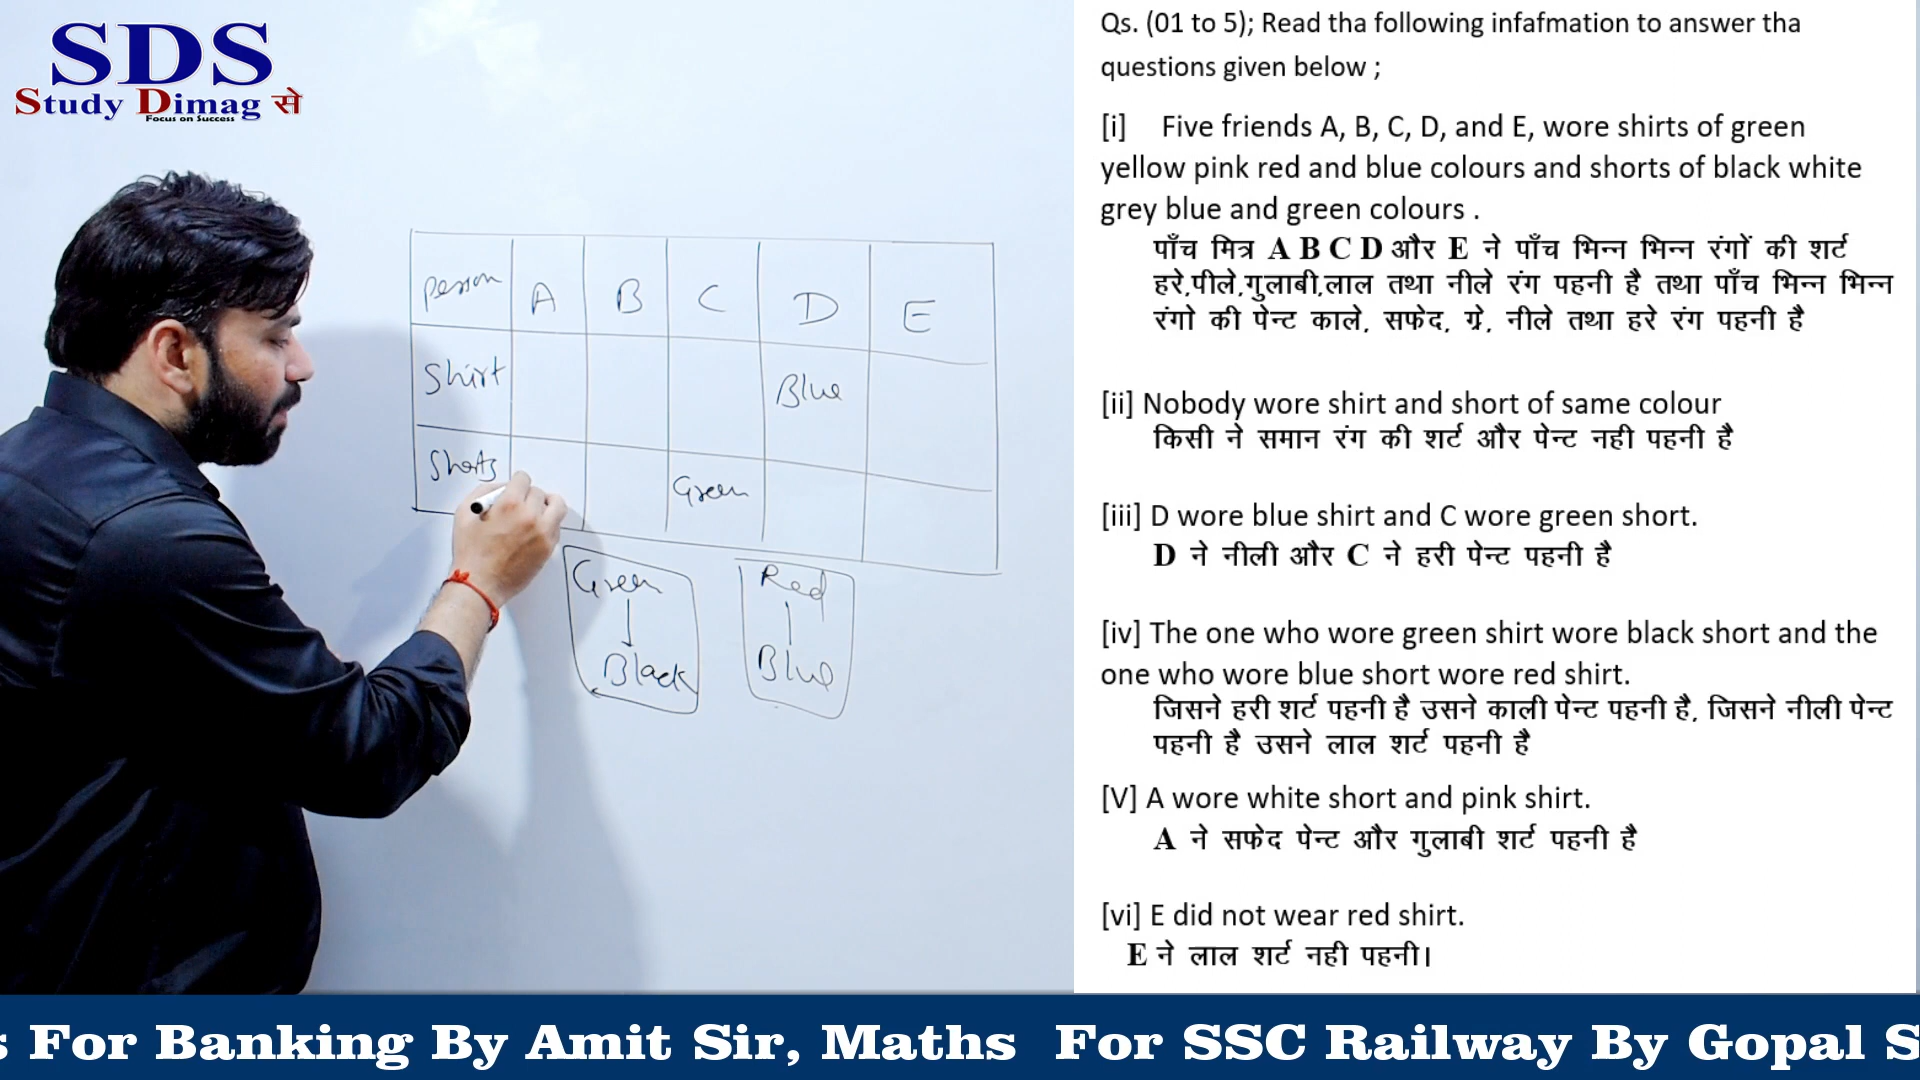 SDS
Study Dimag से
Focus on Success
Person A B C D E
Shirt Blue
Shorts Green
Green
Black
Red
Blue
Qs. (01 to 5); Read tha following infafmation to answer tha
questions given below ;
[i] Five friends A, B, C, D, and E, wore shirts of green
yellow pink red and blue colours and shorts of black white
grey blue and green colours .
पाँच मित्र A B C D और E ने पाँच भिन्न भिन्न रंगों की शर्ट
हरे,पीले,गुलाबी,लाल तथा नीले रंग पहनी है तथा पाँच भिन्न भिन्न
रंगो की पेन्ट काले, सफेद, ग्रे, नीले तथा हरे रंग पहनी है
[ii] Nobody wore shirt and short of same colour
किसी ने समान रंग की शर्ट और पेन्ट नही पहनी है
[iii] D wore blue shirt and C wore green short.
D ने नीली और C ने हरी पेन्ट पहनी है
[iv] The one who wore green shirt wore black short and the
one who wore blue short wore red shirt.
जिसने हरी शर्ट पहनी है उसने काली पेन्ट पहनी है, जिसने नीली पेन्ट
पहनी है उसने लाल शर्ट पहनी है
[V] A wore white short and pink shirt.
A ने सफेद पेन्ट और गुलाबी शर्ट पहनी है
[vi] E did not wear red shirt.
E ने लाल शर्ट नही पहनी।
s For Banking By Amit Sir, Maths For SSC Railway By Gopal S